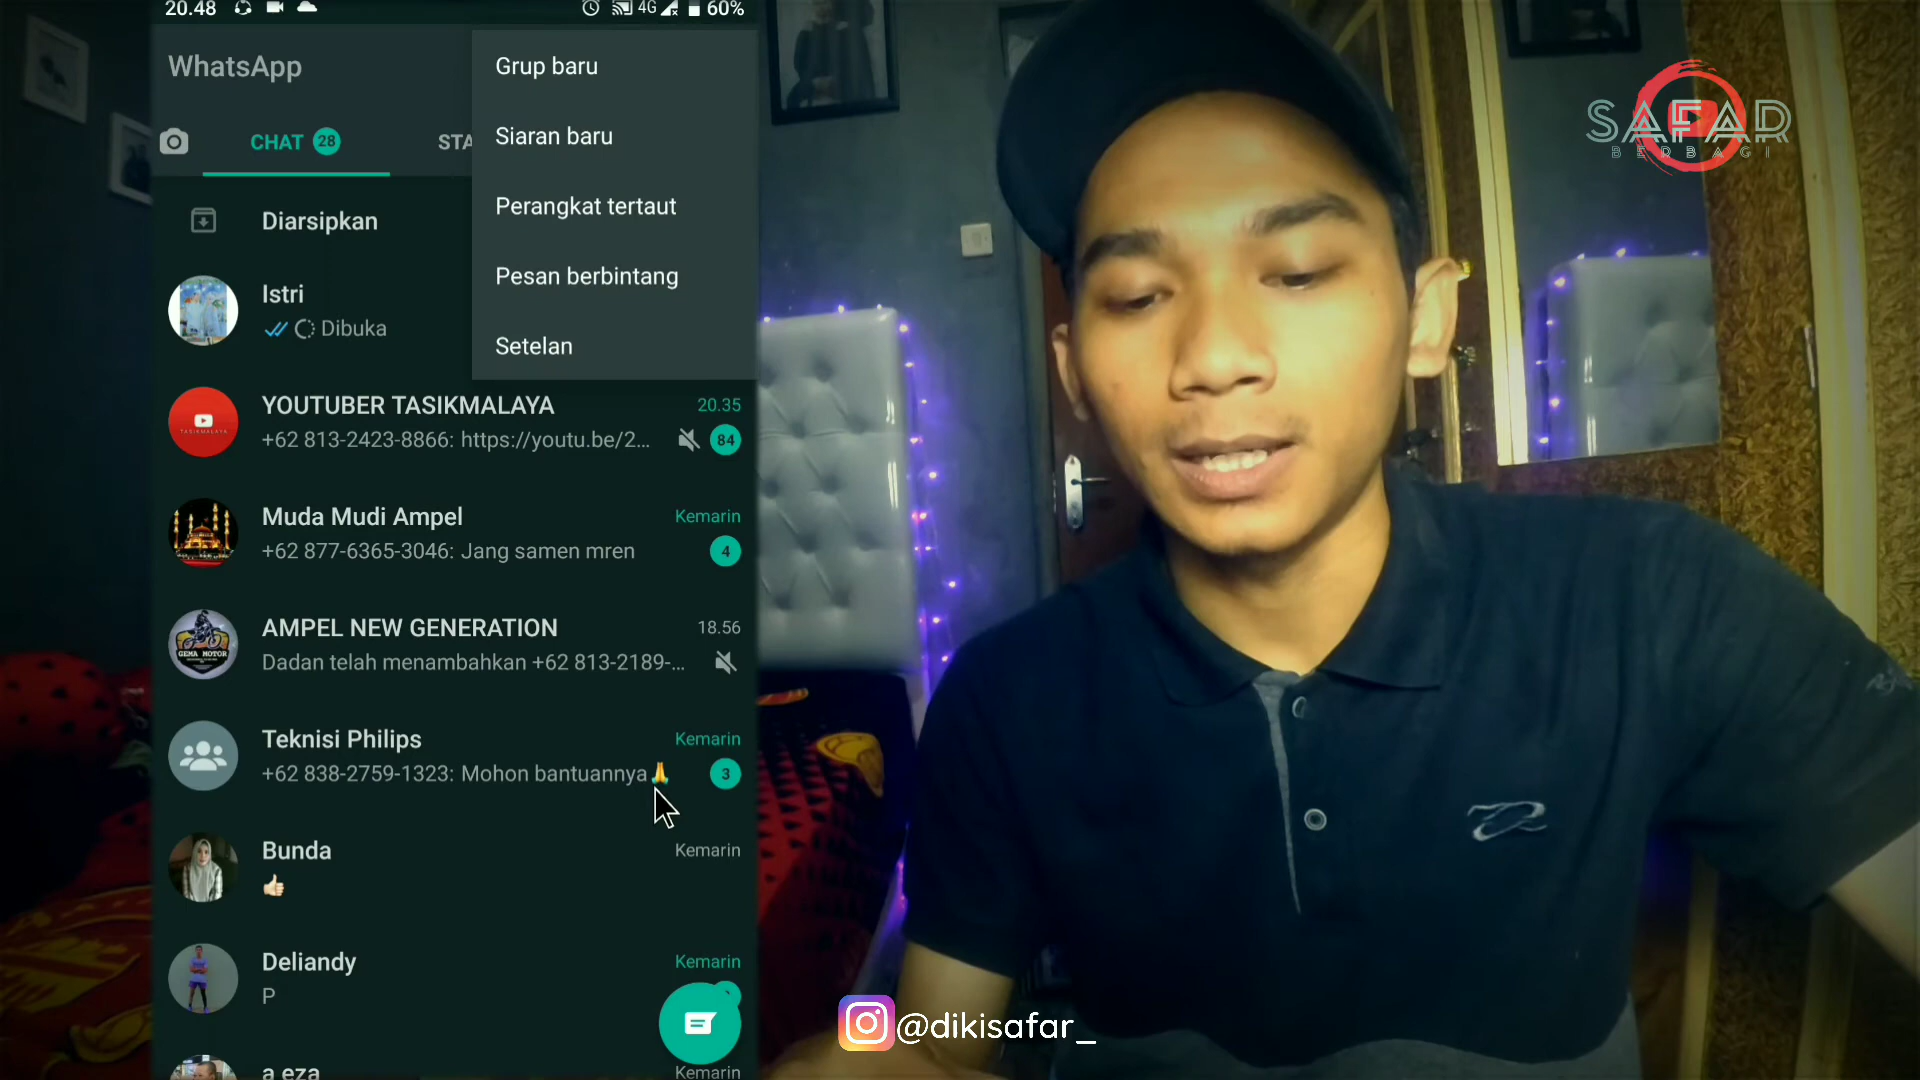 20.48
4G
60%
WhatsApp
Grup baru
Siaran baru
CHAT 28
STA
Perangkat tertaut
Diarsipkan
Pesan berbintang
Istri
Dibuka
Setelan
YOUTUBER TASIKMALAYA
20.35
+62 813-2423-8866: https://youtu.be/2...
84
Muda Mudi Ampel
Kemarin
+62 877-6365-3046: Jang samen mren
4
GEMA MOTOR
AMPEL NEW GENERATION
18.56
Dadan telah menambahkan +62 813-2189-...
Teknisi Philips
Kemarin
+62 838-2759-1323: Mohon bantuannya🙏
3
Bunda
Kemarin
👍🏻
Deliandy
Kemarin
P
a eza
Kemarin
SAFAR
BERBAGI
@dikisafar_